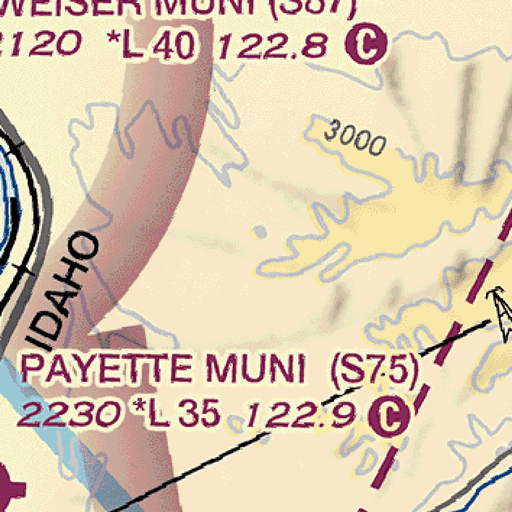 WEISER MUNI (S87)
2120 *L 40 122.8 C
3000
IDAHO
PAYETTE MUNI (S75)
2230 *L 35 122.9 C